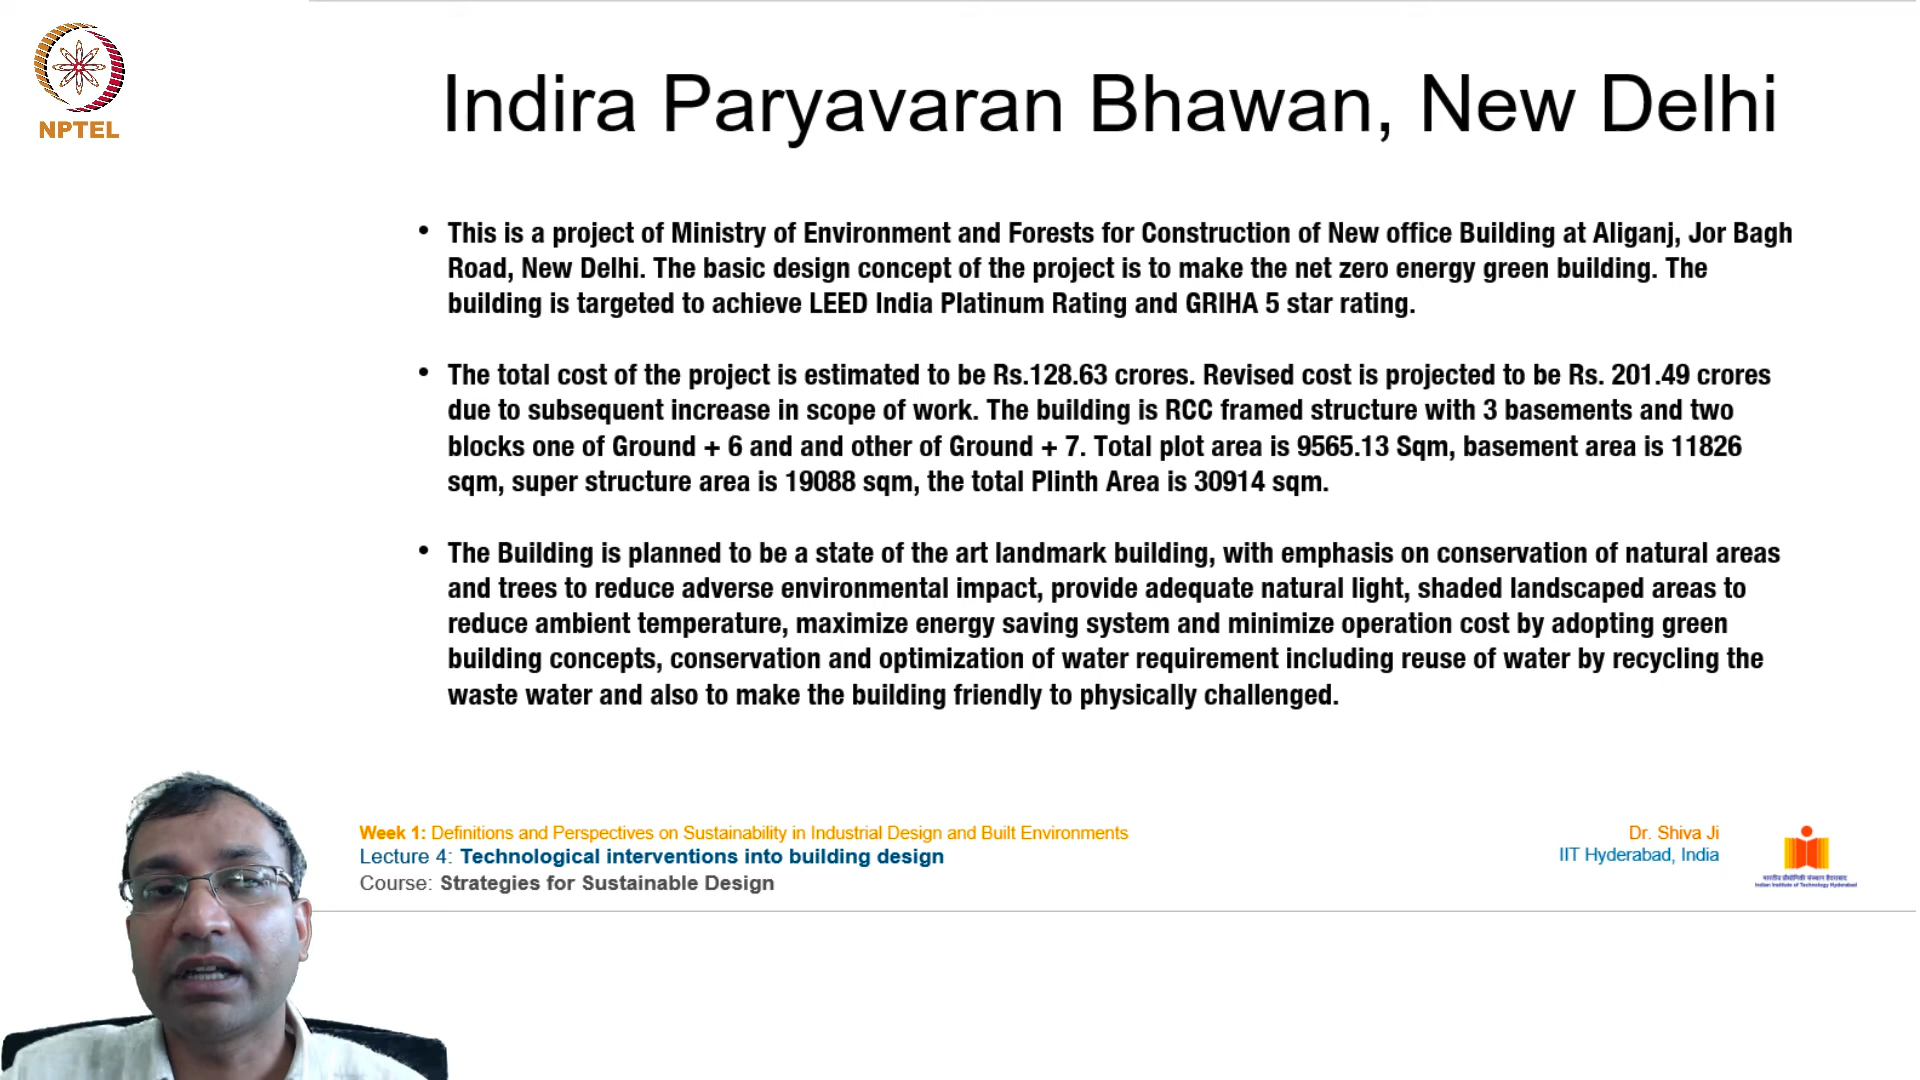 NPTEL
Indira Paryavaran Bhawan, New Delhi
• This is a project of Ministry of Environment and Forests for Construction of New office Building at Aliganj, Jor Bagh
Road, New Delhi. The basic design concept of the project is to make the net zero energy green building. The
building is targeted to achieve LEED India Platinum Rating and GRIHA 5 star rating.
• The total cost of the project is estimated to be Rs.128.63 crores. Revised cost is projected to be Rs. 201.49 crores
due to subsequent increase in scope of work. The building is RCC framed structure with 3 basements and two
blocks one of Ground + 6 and and other of Ground + 7. Total plot area is 9565.13 Sqm, basement area is 11826
sqm, super structure area is 19088 sqm, the total Plinth Area is 30914 sqm.
• The Building is planned to be a state of the art landmark building, with emphasis on conservation of natural areas
and trees to reduce adverse environmental impact, provide adequate natural light, shaded landscaped areas to
reduce ambient temperature, maximize energy saving system and minimize operation cost by adopting green
building concepts, conservation and optimization of water requirement including reuse of water by recycling the
waste water and also to make the building friendly to physically challenged.
Week 1: Definitions and Perspectives on Sustainability in Industrial Design and Built Environments
Lecture 4: Technological interventions into building design
Course: Strategies for Sustainable Design
Dr. Shiva Ji
IIT Hyderabad, India
भारतीय प्रौद्योगिकी संस्थान हैदराबाद
Indian Institute of Technology Hyderabad